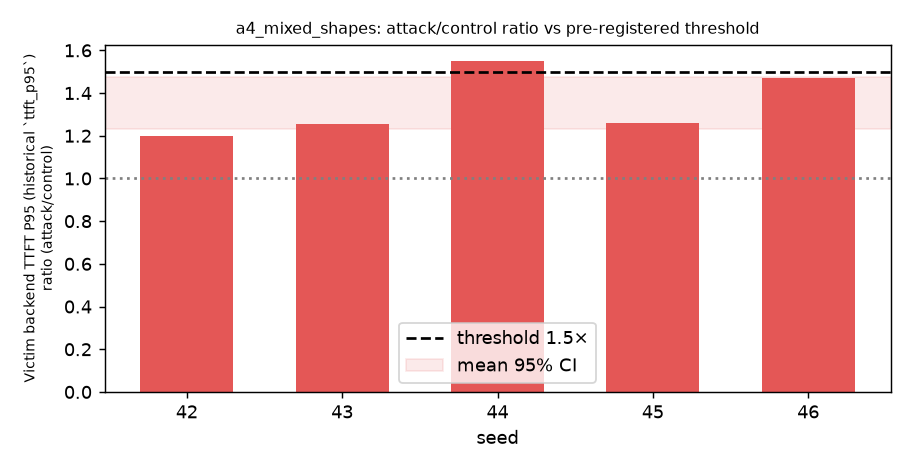 a4_mixed_shapes: attack/control ratio vs pre-registered threshold
Victim backend TTFT P95 (historical `ttft_p95`)
ratio (attack/control)
1.6
1.4
1.2
1.0
0.8
0.6
0.4
0.2
0.0
threshold 1.5×
mean 95% CI
42 43 44 45 46
seed